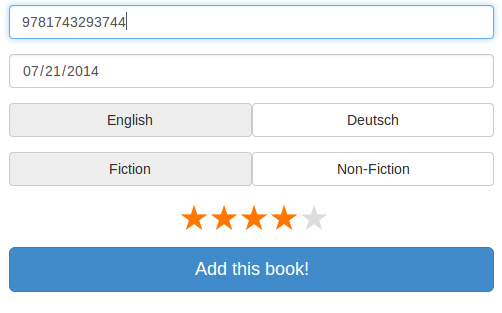 9781743293744
07/21/2014
English Deutsch
Fiction Non-Fiction
Add this book!